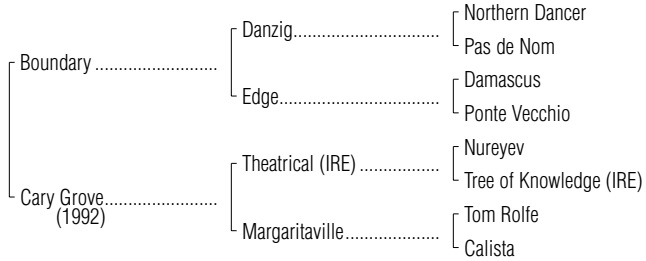 Northern Dancer
Danzig..................................
Pas de Nom
Boundary ............................
Damascus
Edge.....................................
Ponte Vecchio
Nureyev
Theatrical (IRE) ..................
Tree of Knowledge (IRE)
Cary Grove..........................
(1992)
Tom Rolfe
Margaritaville......................
Calista